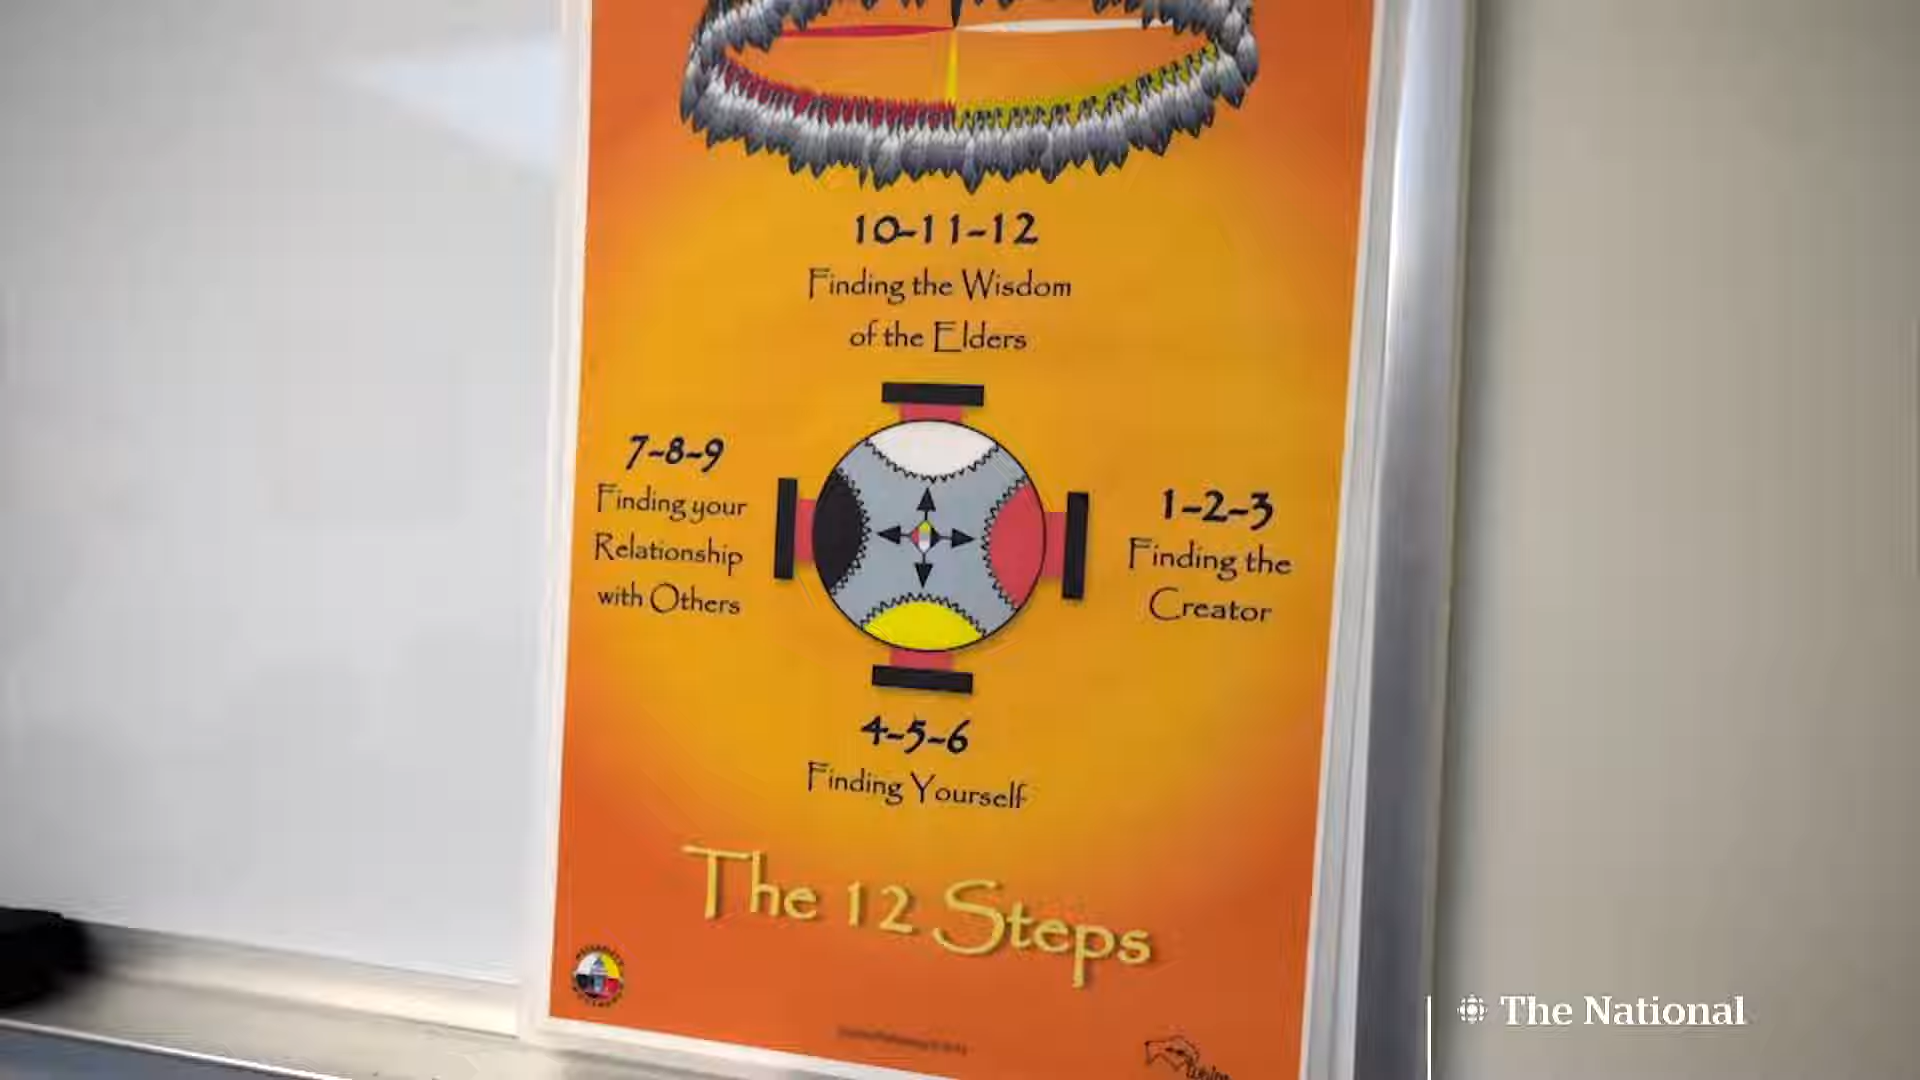 10-11-12
Finding the Wisdom
of the Elders
7-8-9
Finding your
Relationship
with Others
1-2-3
Finding the
Creator
4-5-6
Finding Yourself
The 12 Steps
The National